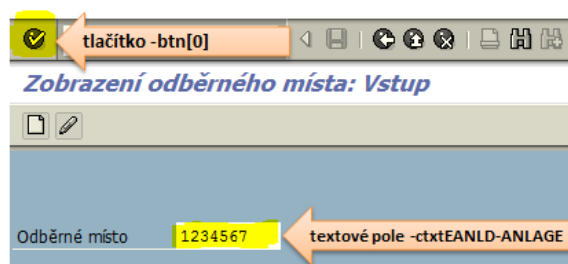 tlačítko -btn[0]
Zobrazení odběrného místa: Vstup
Odběrné místo 1234567 textové pole -ctxtEANLD-ANLAGE